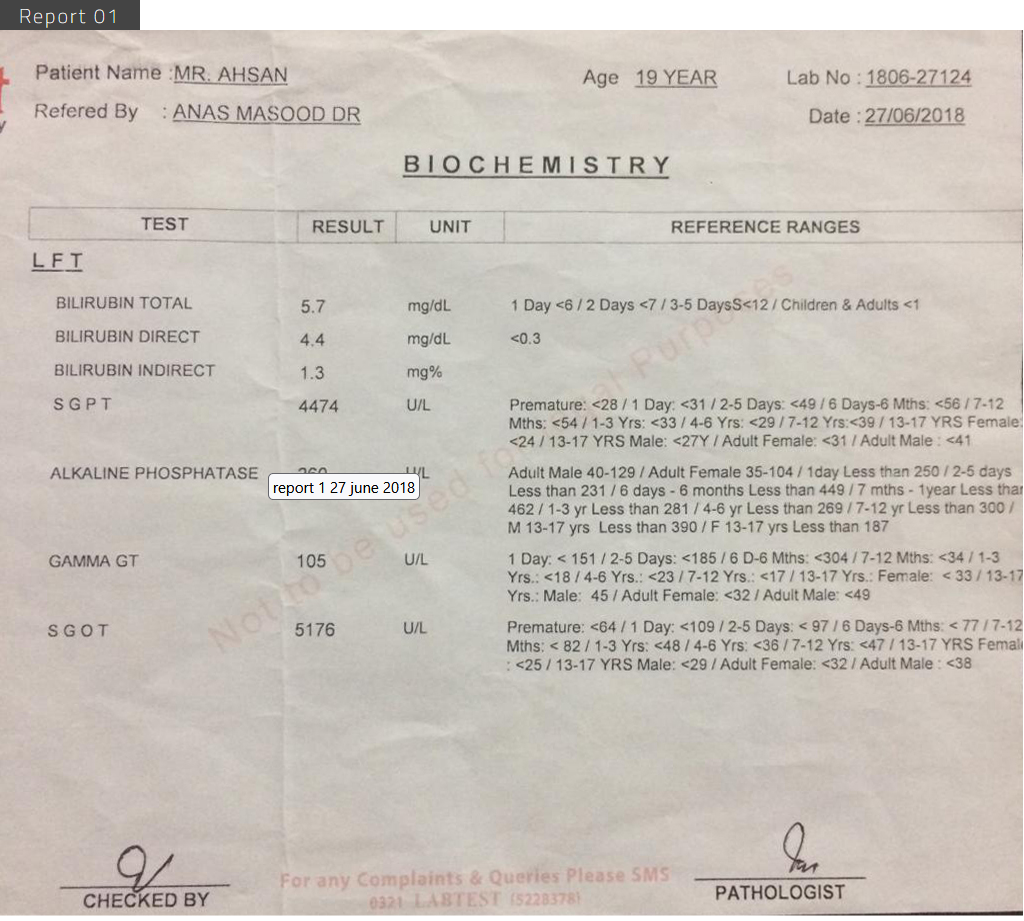 Report 01
Patient Name : MR. AHSAN Age 19 YEAR Lab No : 1806-27124
Refered By : ANAS MASOOD DR Date : 27/06/2018
BIOCHEMISTRY
TEST RESULT UNIT REFERENCE RANGES
LFT
BILIRUBIN TOTAL 5.7 mg/dL 1 Day <6 / 2 Days <7 / 3-5 DaysS<12 / Children & Adults <1
BILIRUBIN DIRECT 4.4 mg/dL <0.3
BILIRUBIN INDIRECT 1.3 mg%
SGPT 4474 U/L Premature: <28 / 1 Day: <31 / 2-5 Days: <49 / 6 Days-6 Mths: <56 / 7-12
Mths: <54 / 1-3 Yrs: <33 / 4-6 Yrs: <29 / 7-12 Yrs:<39 / 13-17 YRS Female:
<24 / 13-17 YRS Male: <27Y / Adult Female: <31 / Adult Male : <41
ALKALINE PHOSPHATASE U/L Adult Male 40-129 / Adult Female 35-104 / 1day Less than 250 / 2-5 days
report 1 27 june 2018
Less than 231 / 6 days - 6 months Less than 449 / 7 mths - 1year Less than
462 / 1-3 yr Less than 281 / 4-6 yr Less than 269 / 7-12 yr Less than 300 /
M 13-17 yrs Less than 390 / F 13-17 yrs Less than 187
GAMMA GT 105 U/L 1 Day: < 151 / 2-5 Days: <185 / 6 D-6 Mths: <304 / 7-12 Mths: <34 / 1-3
Yrs.: <18 / 4-6 Yrs.: <23 / 7-12 Yrs.: <17 / 13-17 Yrs.: Female: < 33 / 13-17
Yrs.: Male: 45 / Adult Female: <32 / Adult Male: <49
SGOT 5176 U/L Premature: <64 / 1 Day: <109 / 2-5 Days: < 97 / 6 Days-6 Mths: < 77 / 7-12
Mths: < 82 / 1-3 Yrs: <48 / 4-6 Yrs: <36 / 7-12 Yrs: <47 / 13-17 YRS Female
: <25 / 13-17 YRS Male: <29 / Adult Female: <32 / Adult Male : <38
Not to be used for Purposes
For any Complaints & Queries Please SMS
0321 LABTEST (5228378)
CHECKED BY PATHOLOGIST